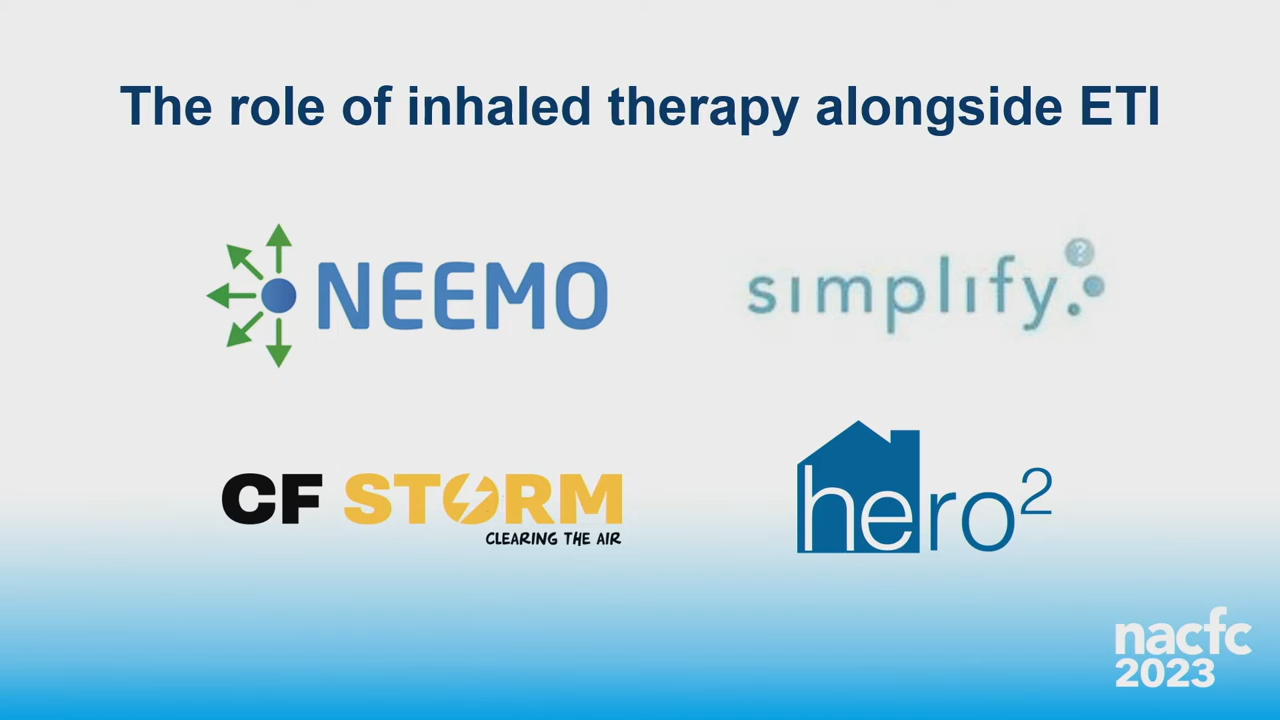 The role of inhaled therapy alongside ETI
NEEMO
simplify
?
CF STORM
CLEARING THE AIR
hero²
nacfc
2023